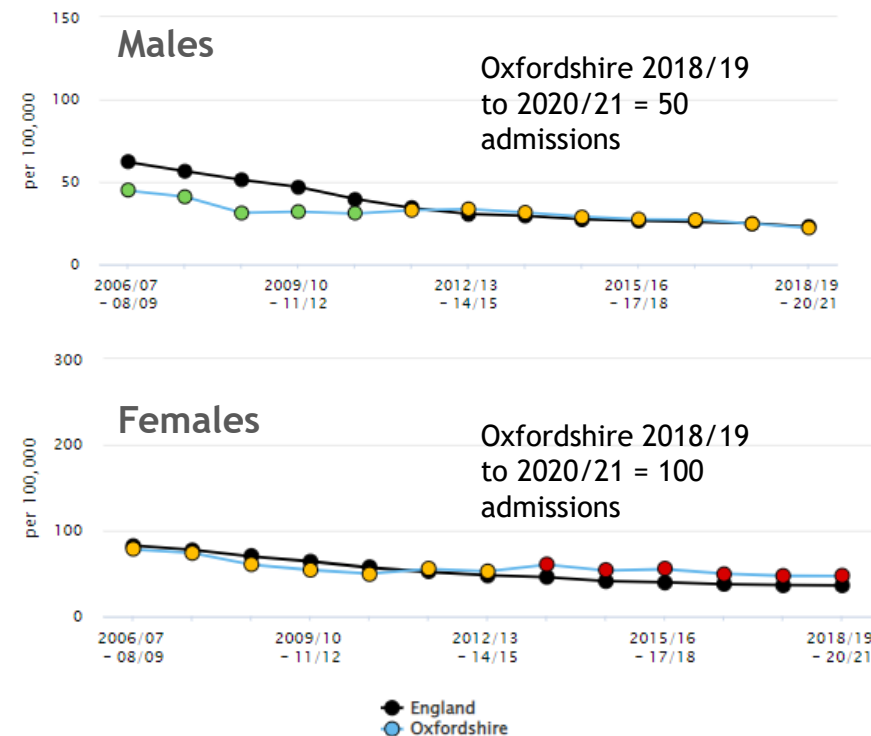 150
Males
Oxfordshire 2018/19
to 2020/21 = 50
admissions
100
per 100,000
50
0
2006/07 2009/10 2012/13 2015/16 2018/19
- 08/09 - 11/12 - 14/15 - 17/18 - 20/21
300
Females
Oxfordshire 2018/19
to 2020/21 = 100
admissions
200
per 100,000
100
0
2006/07 2009/10 2012/13 2015/16 2018/19
- 08/09 - 11/12 - 14/15 - 17/18 - 20/21
England
Oxfordshire